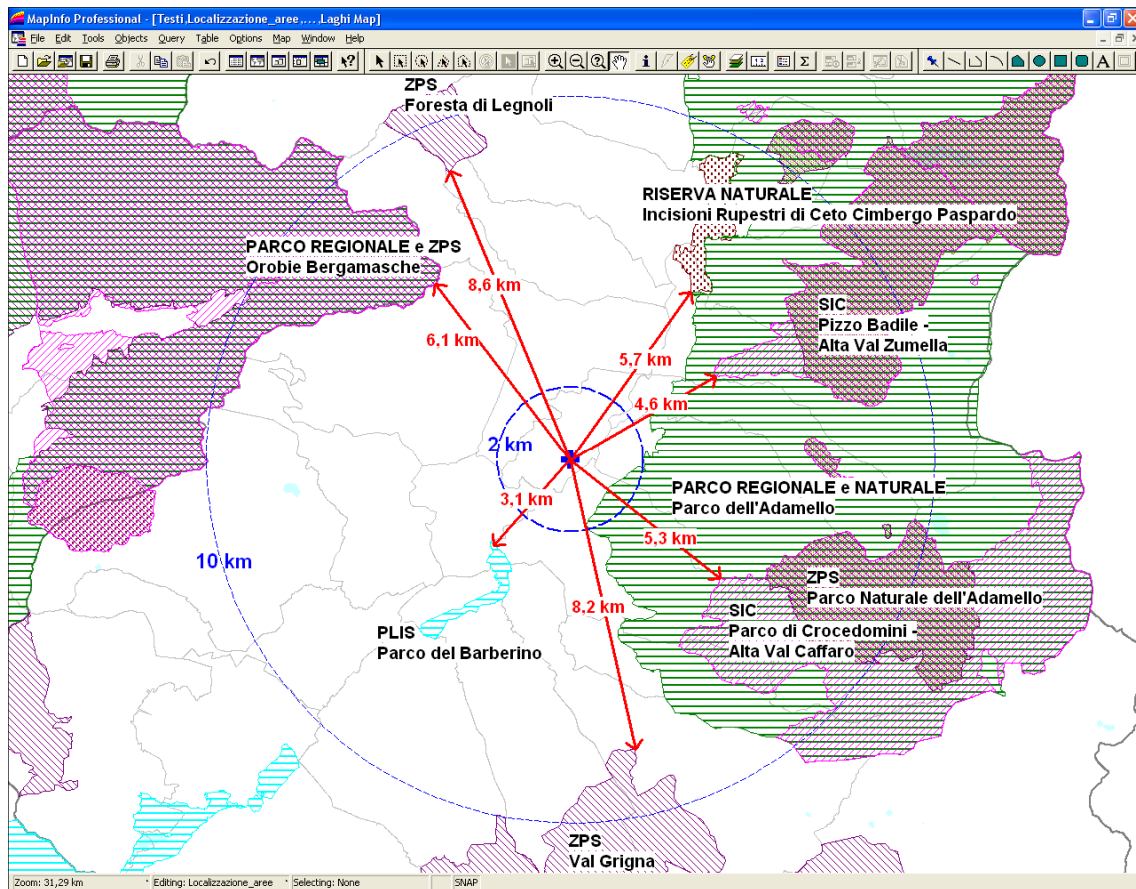 MapInfo Professional - [Testi,Localizzazione_aree,...,Laghi Map]
File Edit Tools Objects Query Table Options Map Window Help
ZPS
Foresta di Legnoli
RISERVA NATURALE
Incisioni Rupestri di Ceto Cimbergo Paspardo
PARCO REGIONALE e ZPS
Orobie Bergamasche
8,6 km
6,1 km
SIC
Pizzo Badile -
Alta Val Zumella
5,7 km
4,6 km
2 km
3,1 km
PARCO REGIONALE e NATURALE
Parco dell'Adamello
5,3 km
10 km
ZPS
Parco Naturale dell'Adamello
8,2 km
SIC
Parco di Crocedomini -
Alta Val Caffaro
PLIS
Parco del Barberino
ZPS
Val Grigna
Zoom: 31,29 km Editing: Localizzazione_aree Selecting: None SNAP